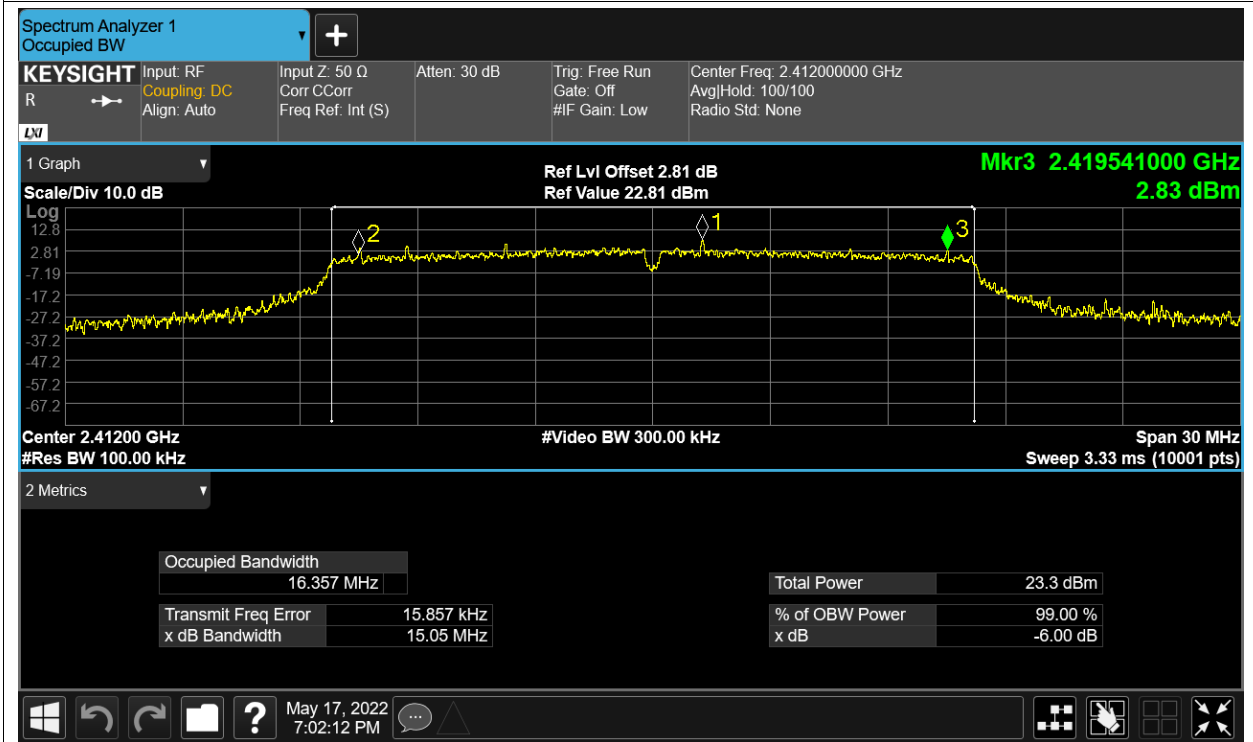 Spectrum Analyzer 1
Occupied BW
KEYSIGHT
R
LXI
Input: RF
Coupling: DC
Align: Auto
Input Z: 50 Ω
Corr CCorr
Freq Ref: Int (S)
Atten: 30 dB
Trig: Free Run
Gate: Off
#IF Gain: Low
Center Freq: 2.412000000 GHz
Avg|Hold: 100/100
Radio Std: None
1 Graph
Scale/Div 10.0 dB
Ref Lvl Offset 2.81 dB
Ref Value 22.81 dBm
Mkr3 2.419541000 GHz
2.83 dBm
Log
12.8
2.81
-7.19
-17.2
-27.2
-37.2
-47.2
-57.2
-67.2
2
1
3
Center 2.41200 GHz
#Res BW 100.00 kHz
#Video BW 300.00 kHz
Span 30 MHz
Sweep 3.33 ms (10001 pts)
2 Metrics
Occupied Bandwidth
16.357 MHz
Transmit Freq Error 15.857 kHz
x dB Bandwidth 15.05 MHz
Total Power 23.3 dBm
% of OBW Power 99.00 %
x dB -6.00 dB
?
May 17, 2022
7:02:12 PM